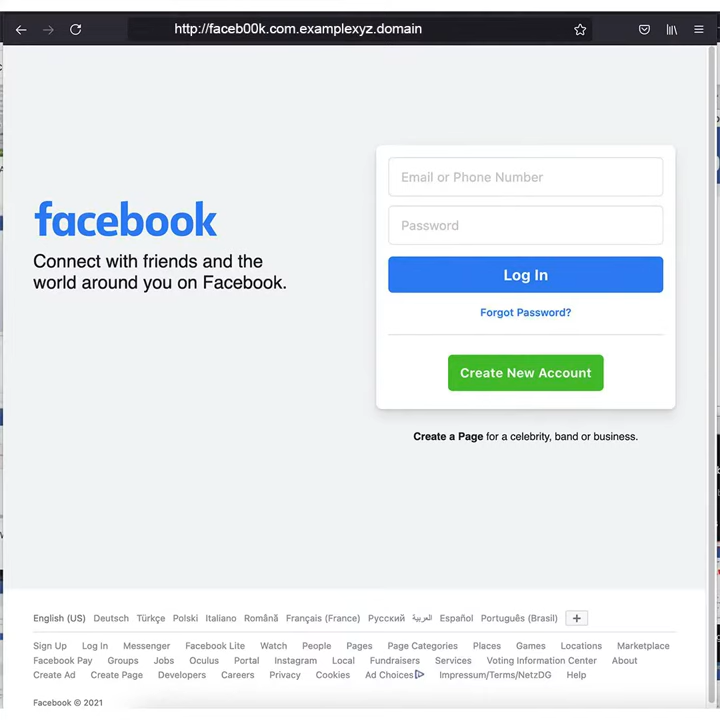 http://faceb00k.com.examplexyz.domain
Email or Phone Number
Password
facebook
Log In
Connect with friends and the
world around you on Facebook.
Forgot Password?
Create New Account
Create a Page for a celebrity, band or business.
English (US) Deutsch Türkçe Polski Italiano Română Français (France) Русский العربية Español Português (Brasil) +
Sign Up Log In Messenger Facebook Lite Watch People Pages Page Categories Places Games Locations Marketplace
Facebook Pay Groups Jobs Oculus Portal Instagram Local Fundraisers Services Voting Information Center About
Create Ad Create Page Developers Careers Privacy Cookies Ad Choices Impressum/Terms/NetzDG Help
Facebook © 2021